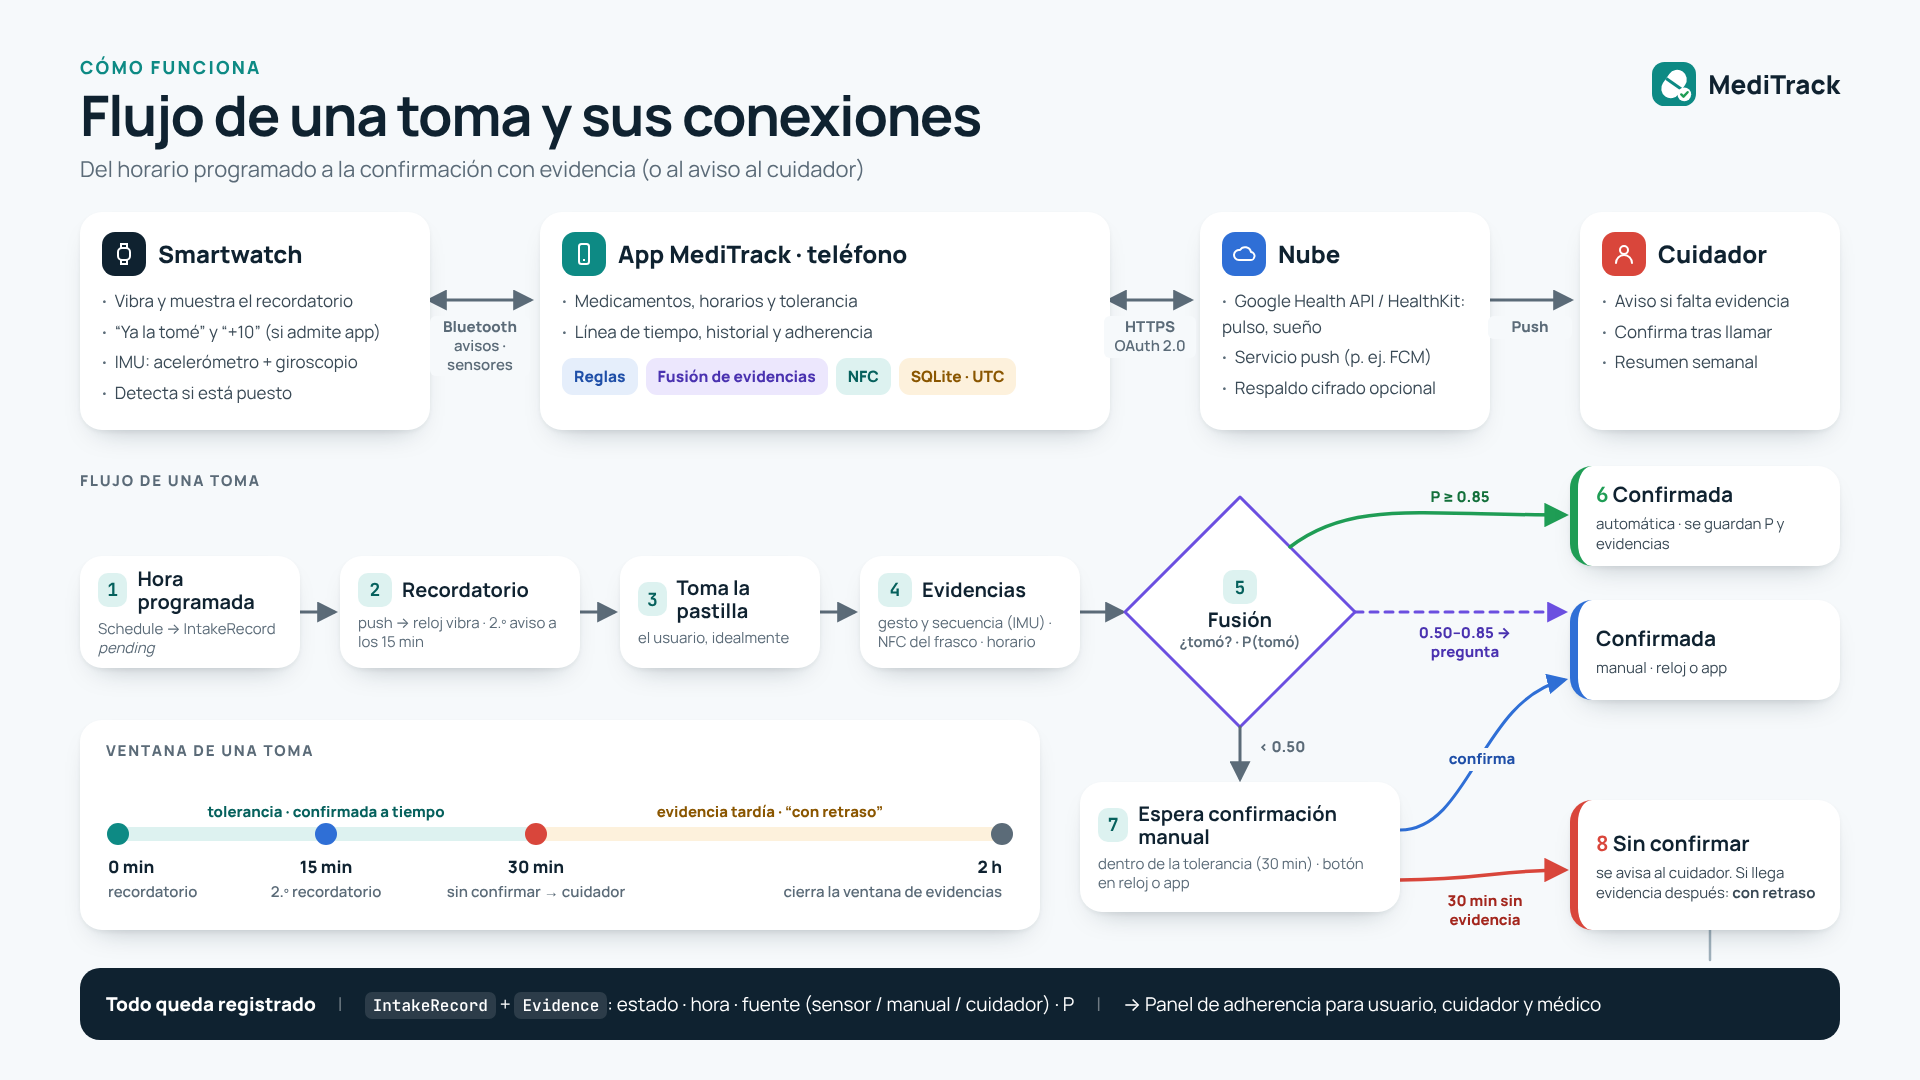 CÓMO FUNCIONA
Flujo de una toma y sus conexiones
Del horario programado a la confirmación con evidencia (o al aviso al cuidador)
MediTrack
Smartwatch
· Vibra y muestra el recordatorio
· “Ya la tomé” y “+10” (si admite app)
· IMU: acelerómetro + giroscopio
· Detecta si está puesto
Bluetooth
avisos ·
sensores
App MediTrack · teléfono
· Medicamentos, horarios y tolerancia
· Línea de tiempo, historial y adherencia
Reglas
Fusión de evidencias
NFC
SQLite · UTC
HTTPS
OAuth 2.0
Nube
· Google Health API / HealthKit:
pulso, sueño
· Servicio push (p. ej. FCM)
· Respaldo cifrado opcional
Push
Cuidador
· Aviso si falta evidencia
· Confirma tras llamar
· Resumen semanal
FLUJO DE UNA TOMA
1 Hora
programada
Schedule → IntakeRecord
pending
2 Recordatorio
push → reloj vibra · 2.º aviso a
los 15 min
3 Toma la
pastilla
el usuario, idealmente
4 Evidencias
gesto y secuencia (IMU) ·
NFC del frasco · horario
5
Fusión
¿tomó? · P(tomó)
P ≥ 0.85
6 Confirmada
automática · se guardan P y
evidencias
0.50–0.85 →
pregunta
Confirmada
manual · reloj o app
< 0.50
7 Espera confirmación
manual
dentro de la tolerancia (30 min) · botón
en reloj o app
confirma
30 min sin
evidencia
8 Sin confirmar
se avisa al cuidador. Si llega
evidencia después: con retraso
VENTANA DE UNA TOMA
tolerancia · confirmada a tiempo
evidencia tardía · “con retraso”
0 min
recordatorio
15 min
2.º recordatorio
30 min
sin confirmar → cuidador
2 h
cierra la ventana de evidencias
Todo queda registrado | IntakeRecord + Evidence: estado · hora · fuente (sensor / manual / cuidador) · P | → Panel de adherencia para usuario, cuidador y médico